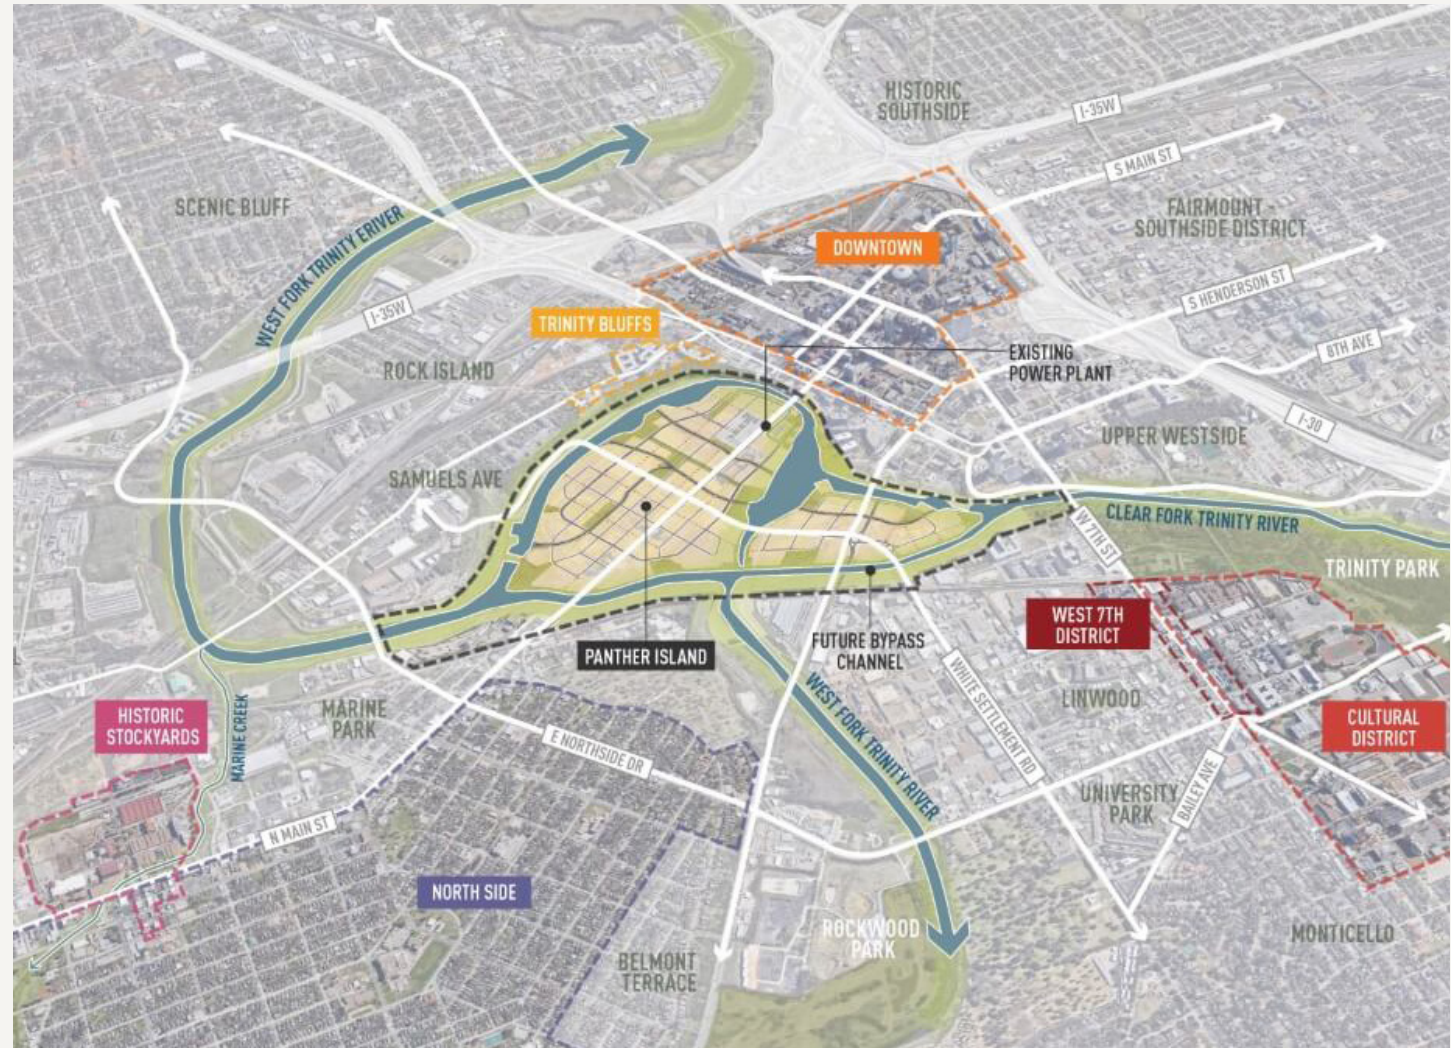 HISTORIC
SOUTHSIDE
I-35W
S MAIN ST
SCENIC BLUFF
FAIRMOUNT -
SOUTHSIDE DISTRICT
DOWNTOWN
WEST FORK TRINITY ERIVER
S HENDERSON ST
I-35W
TRINITY BLUFFS
8TH AVE
EXISTING
POWER PLANT
ROCK ISLAND
I-30
UPPER WESTSIDE
SAMUELS AVE
CLEAR FORK TRINITY RIVER
W 7TH ST
TRINITY PARK
WEST 7TH
DISTRICT
PANTHER ISLAND
FUTURE BYPASS
CHANNEL
WHITE SETTLEMENT RD
LINWOOD
HISTORIC
STOCKYARDS
MARINE CREEK
MARINE
PARK
E NORTHSIDE DR
WEST FORK TRINITY RIVER
CULTURAL
DISTRICT
UNIVERSITY
PARK
BAILEY AVE
N MAIN ST
NORTH SIDE
ROCKWOOD
PARK
MONTICELLO
BELMONT
TERRACE